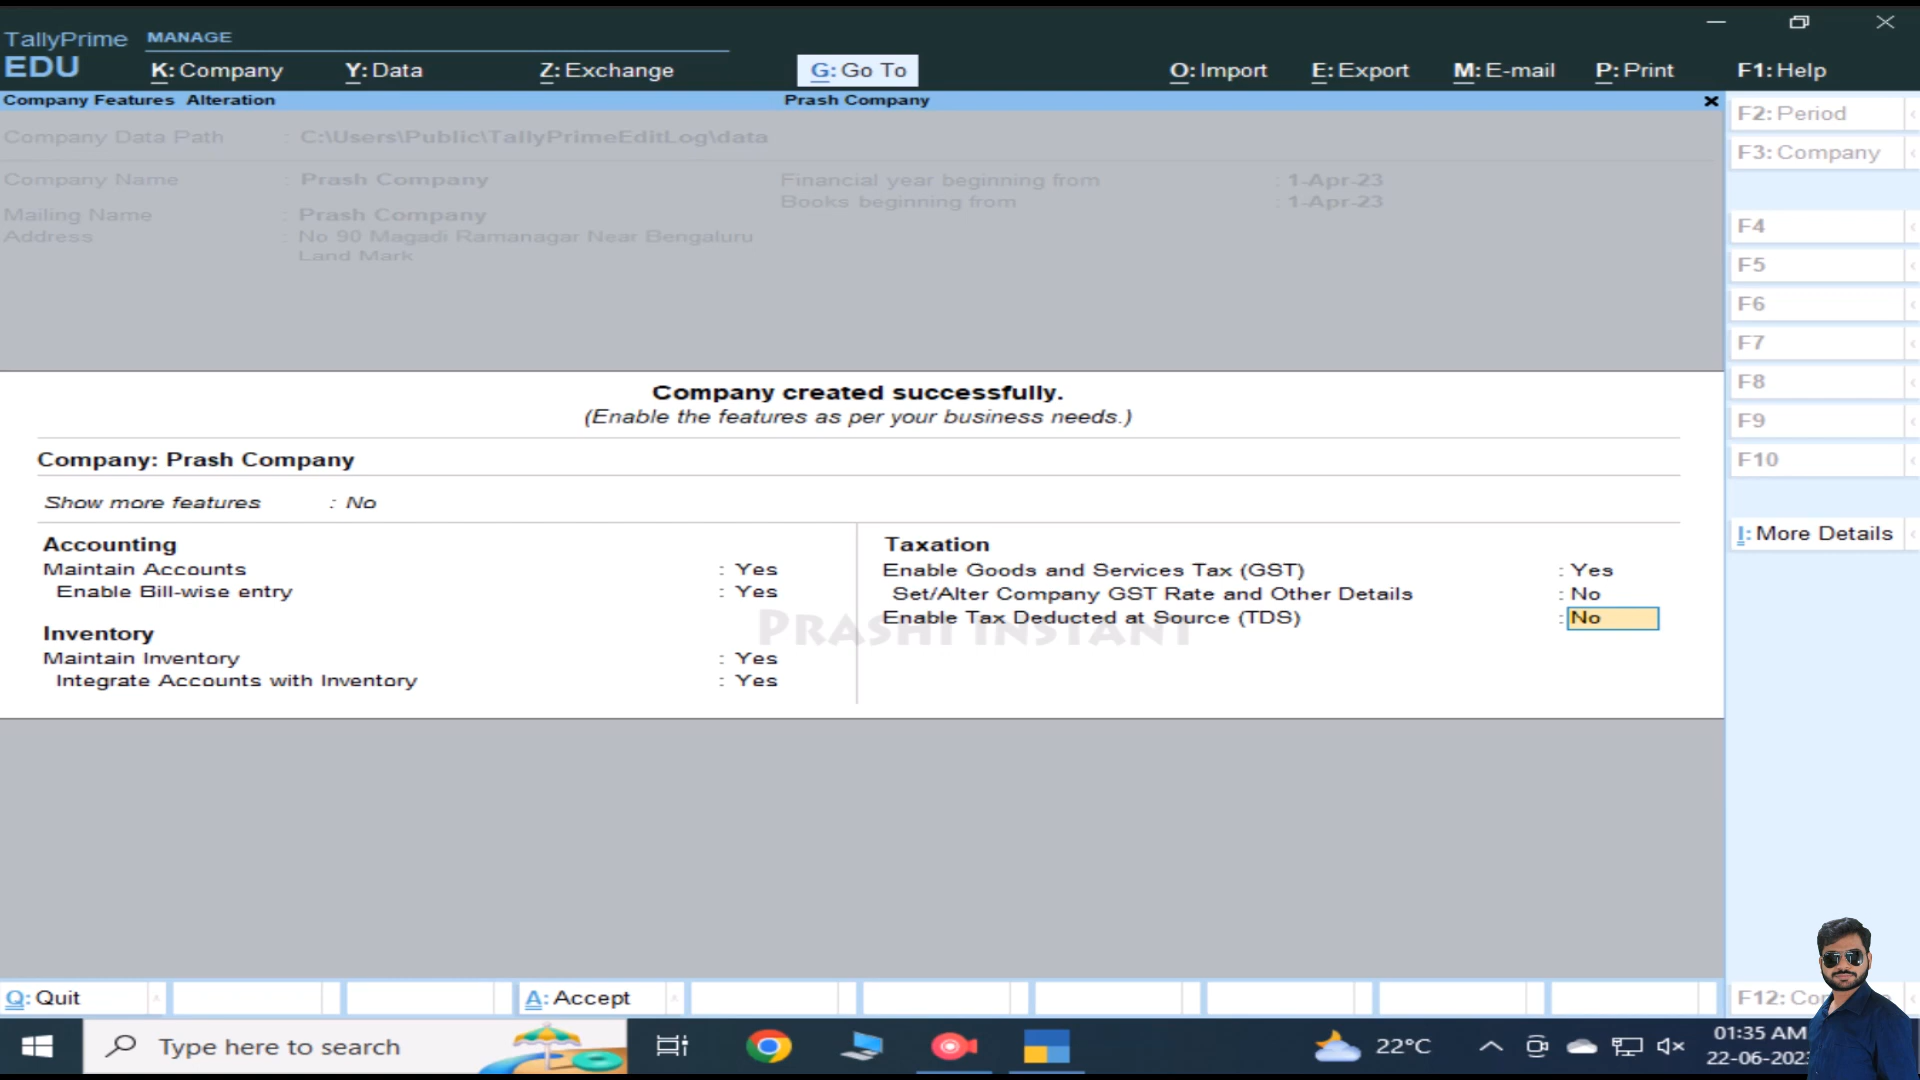 TallyPrime MANAGE
EDU K: Company Y: Data Z: Exchange G: Go To O: Import E: Export M: E-mail P: Print F1: Help
Company Features Alteration Prash Company
Company Data Path : C:\Users\Public\TallyPrimeEditLog\data
Company Name : Prash Company Financial year beginning from : 1-Apr-23
Books beginning from : 1-Apr-23
Mailing Name : Prash Company
Address : No 90 Magadi Ramanagar Near Bengaluru
Land Mark
Company created successfully.
(Enable the features as per your business needs.)
Company: Prash Company
Show more features : No
Accounting
Maintain Accounts : Yes
Enable Bill-wise entry : Yes
Inventory
Maintain Inventory : Yes
Integrate Accounts with Inventory : Yes
Taxation
Enable Goods and Services Tax (GST) : Yes
Set/Alter Company GST Rate and Other Details : No
Enable Tax Deducted at Source (TDS) : No
PRASHI INSTANT
F2: Period
F3: Company
F4
F5
F6
F7
F8
F9
F10
I: More Details
Q: Quit A: Accept F12:
Type here to search 22°C 01:35 AM